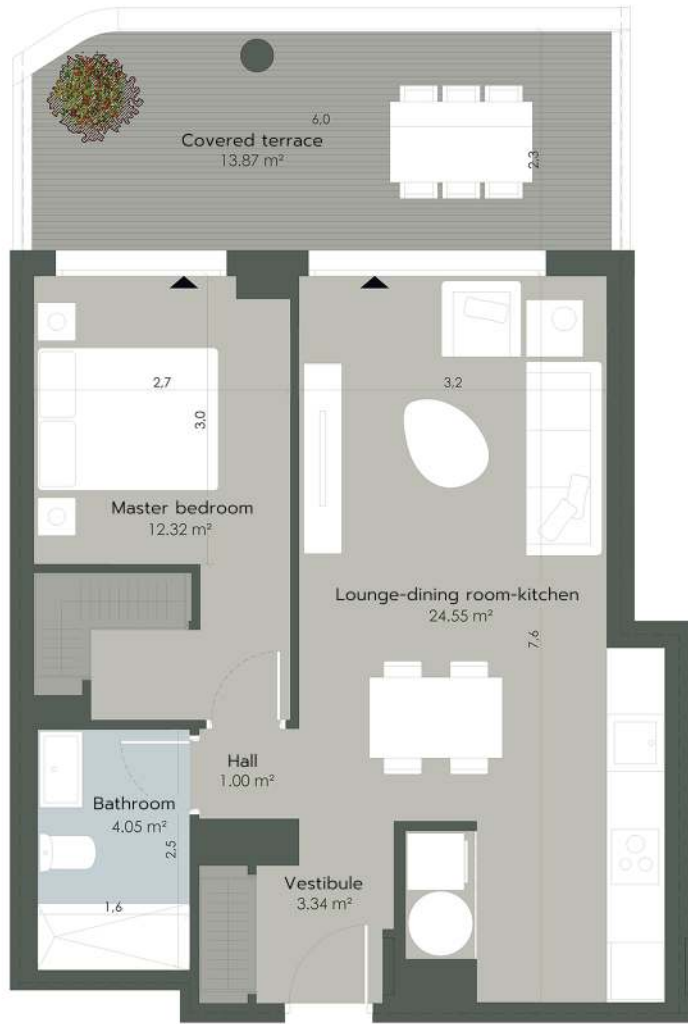 6,0
Covered terrace
13.87 m²
2,3
2,7
3,2
3,0
Master bedroom
12.32 m²
Lounge-dining room-kitchen
24.55 m²
7,6
Hall
1.00 m²
Bathroom
4.05 m²
2,5
Vestibule
3.34 m²
1,6